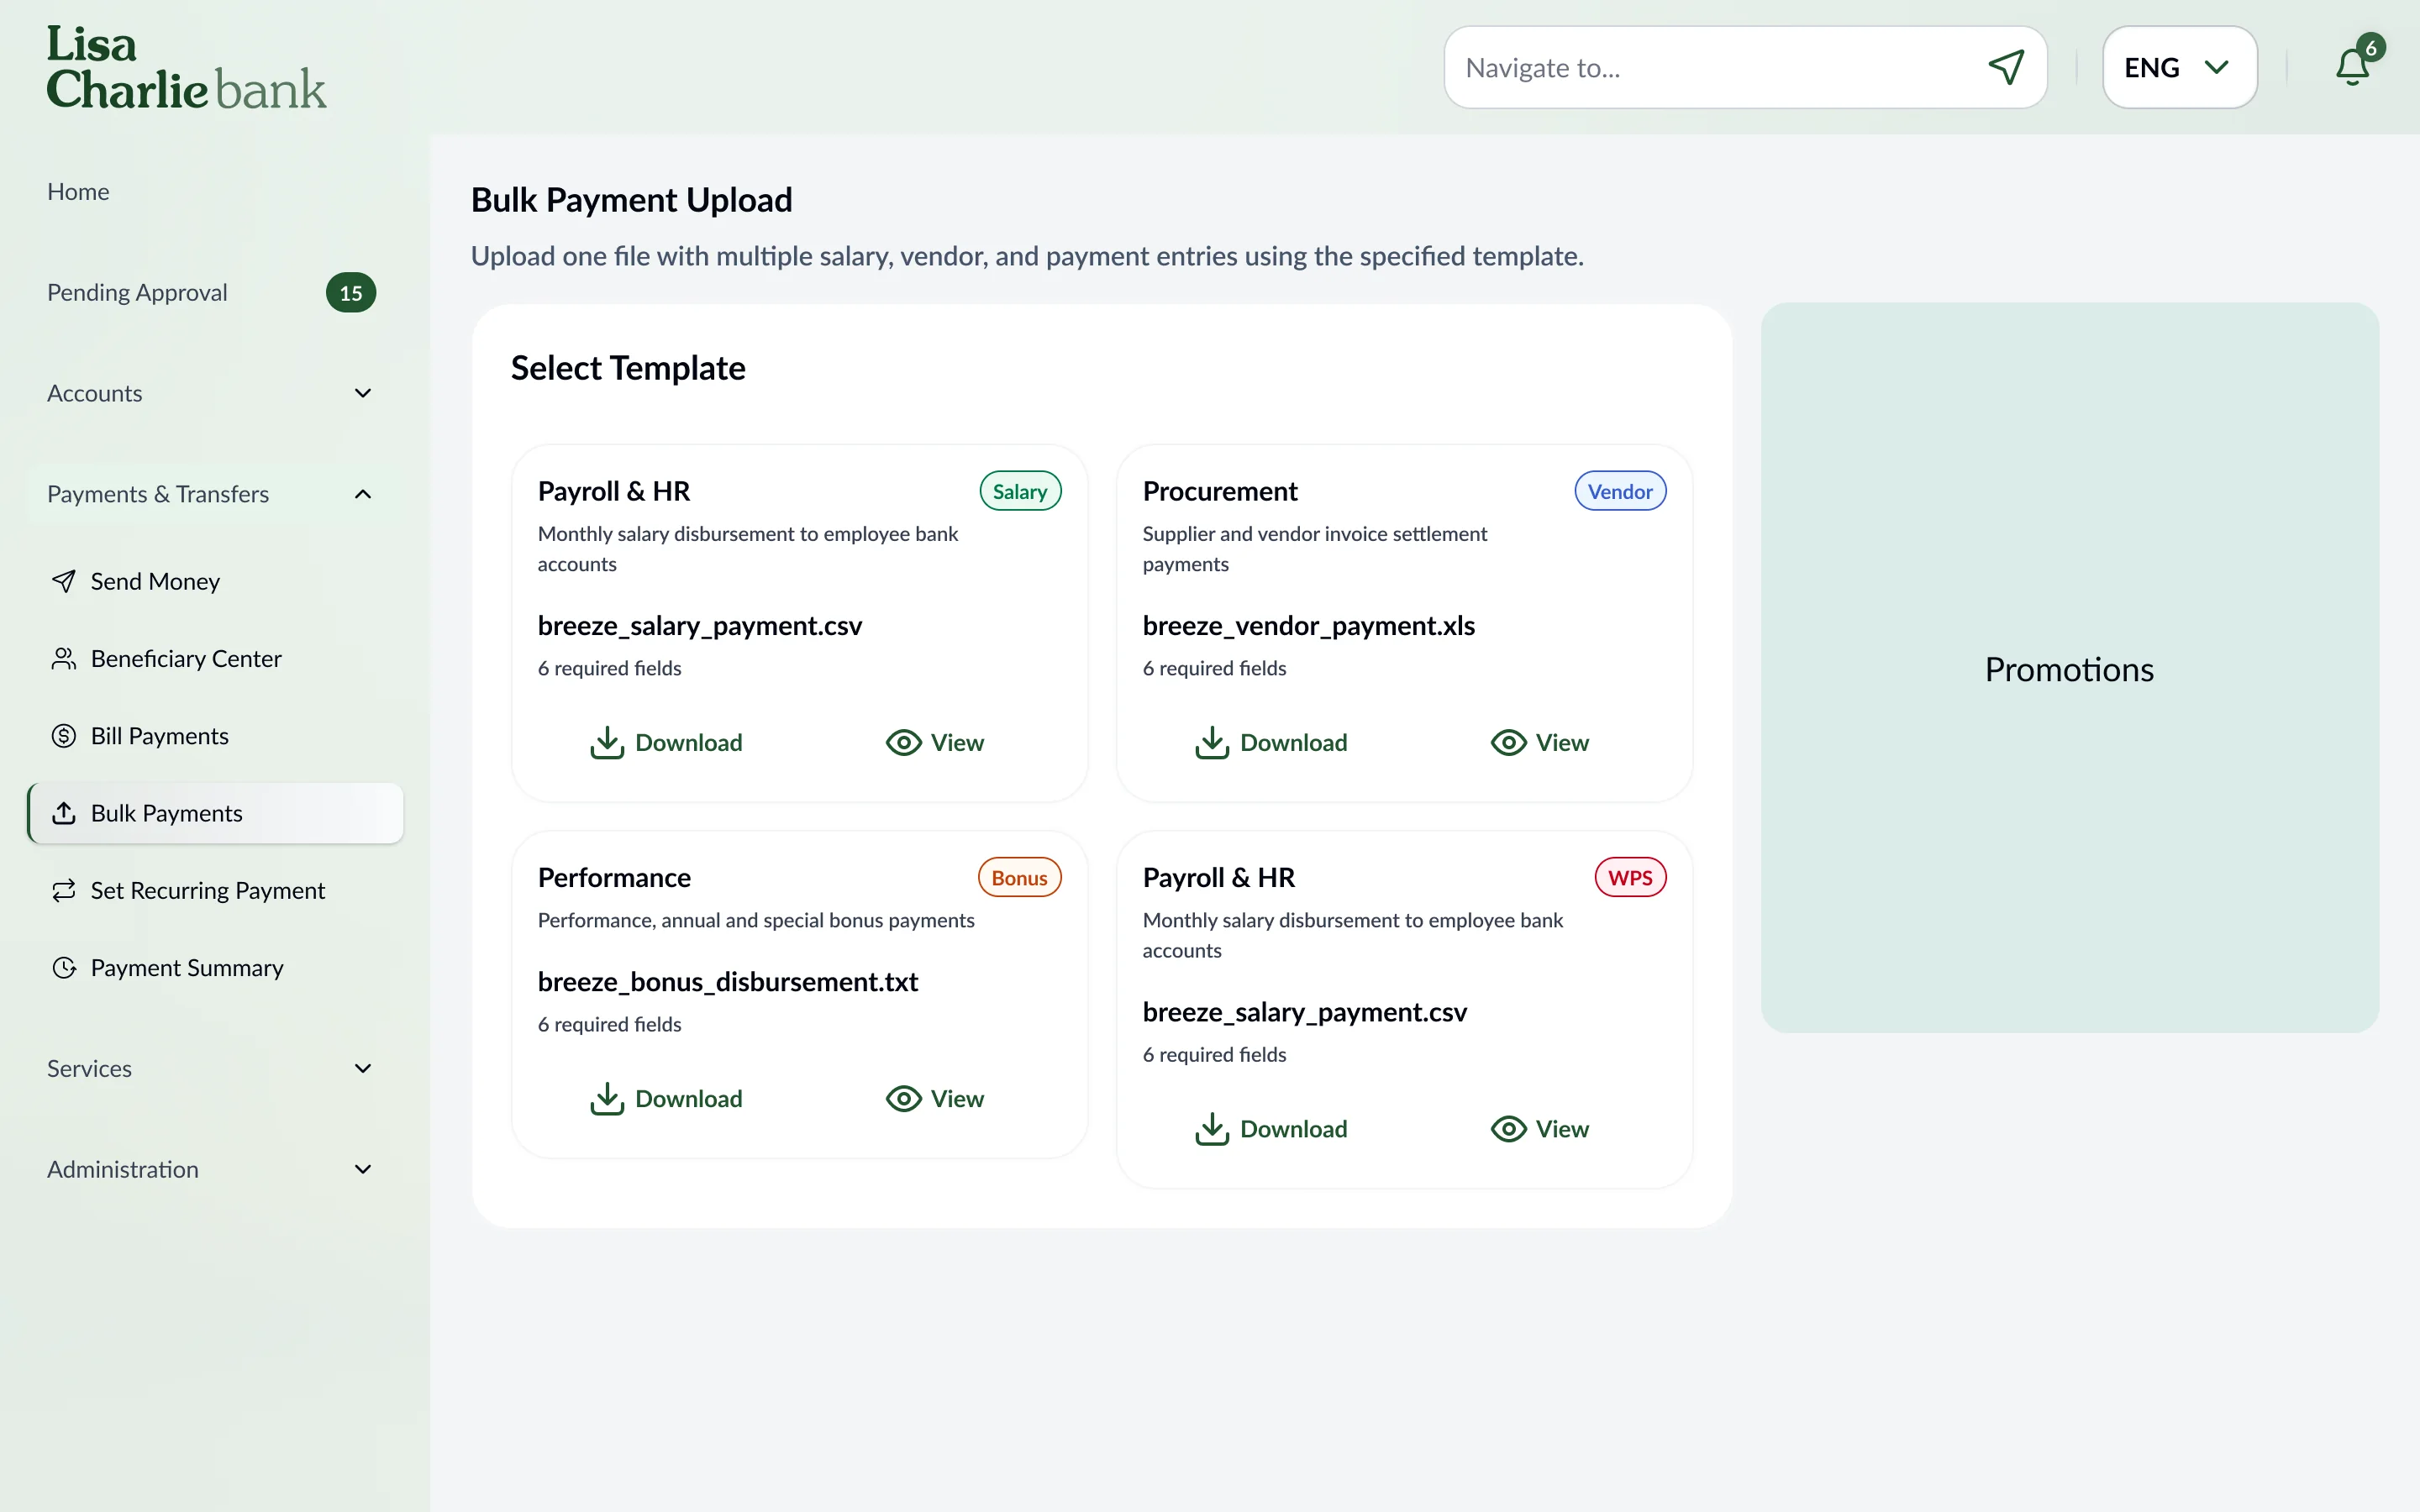 Lisa
Charlie bank
Navigate to...
ENG
6
Home
Pending Approval
15
Accounts
Payments & Transfers
Send Money
Beneficiary Center
Bill Payments
Bulk Payments
Set Recurring Payment
Payment Summary
Services
Administration
Bulk Payment Upload
Upload one file with multiple salary, vendor, and payment entries using the specified template.
Select Template
Payroll & HR
Salary
Monthly salary disbursement to employee bank
accounts
breeze_salary_payment.csv
6 required fields
Download
View
Procurement
Vendor
Supplier and vendor invoice settlement
payments
breeze_vendor_payment.xls
6 required fields
Download
View
Performance
Bonus
Performance, annual and special bonus payments
breeze_bonus_disbursement.txt
6 required fields
Download
View
Payroll & HR
WPS
Monthly salary disbursement to employee bank
accounts
breeze_salary_payment.csv
6 required fields
Download
View
Promotions